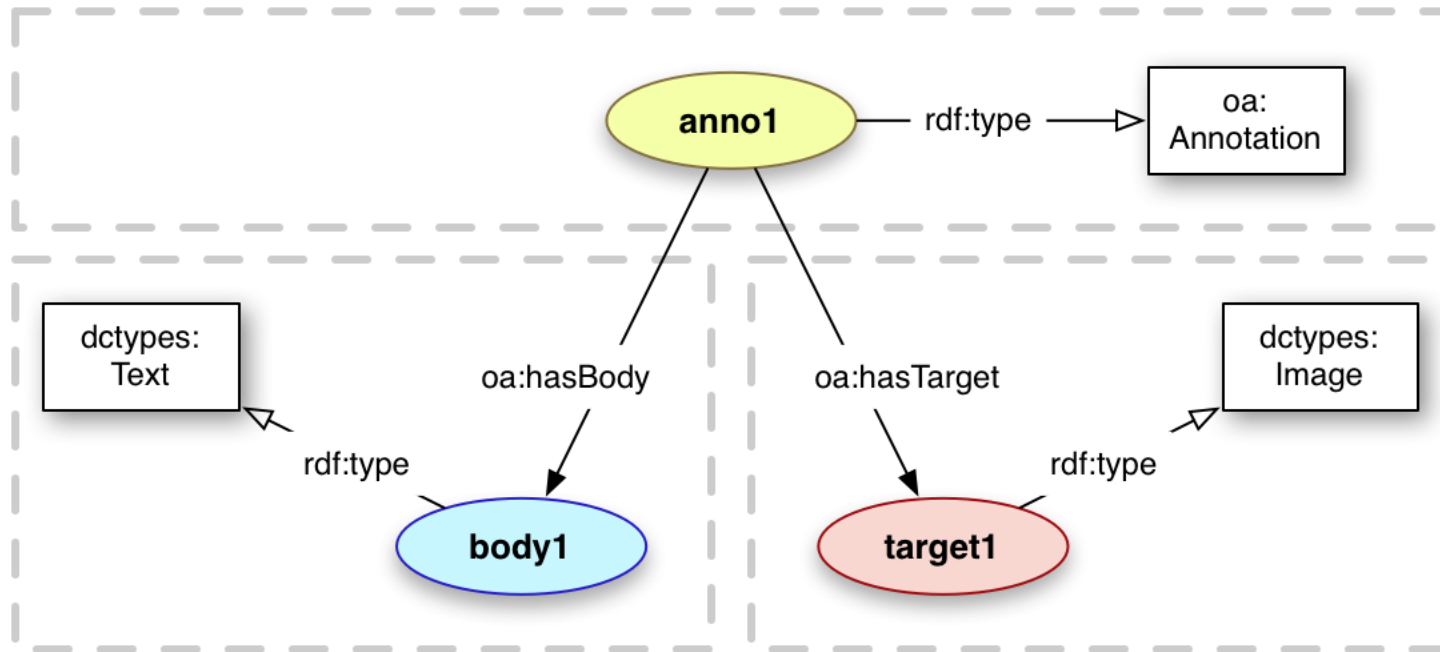 anno1
rdf:type
oa:
Annotation
dctypes:
Text
oa:hasBody
oa:hasTarget
dctypes:
Image
rdf:type
rdf:type
body1
target1